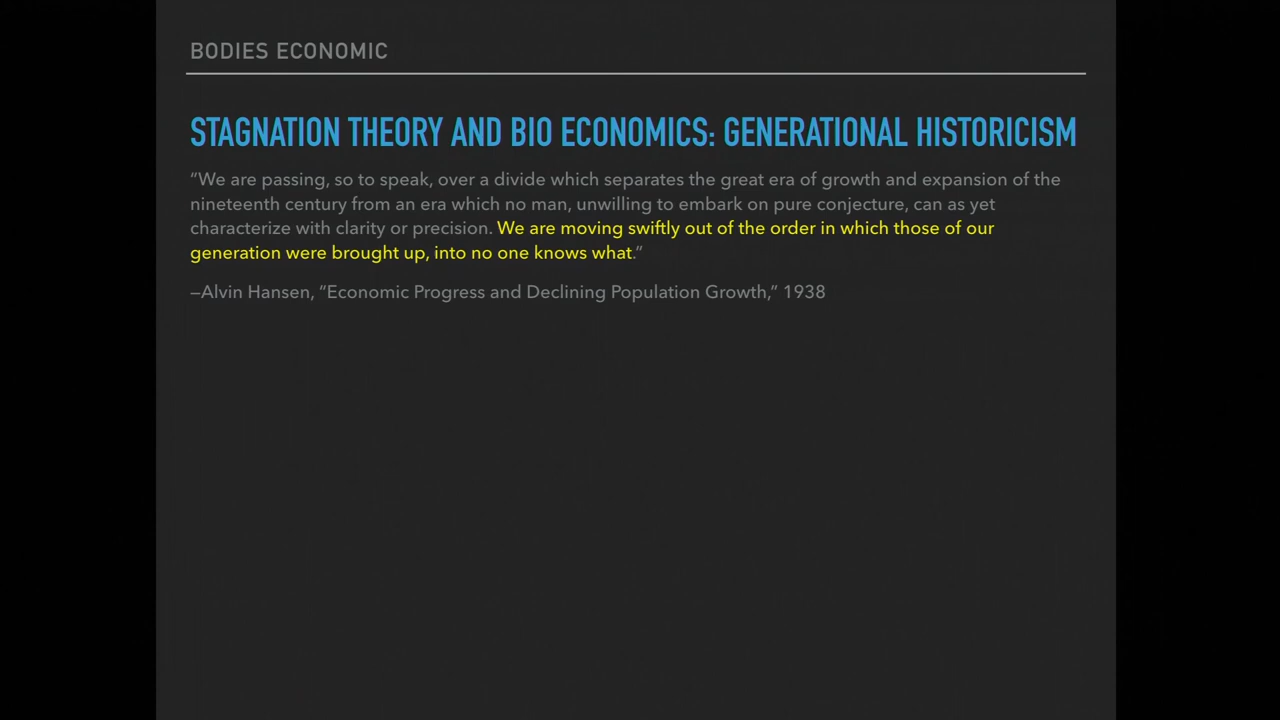 BODIES ECONOMIC
STAGNATION THEORY AND BIO ECONOMICS: GENERATIONAL HISTORICISM
“We are passing, so to speak, over a divide which separates the great era of growth and expansion of the
nineteenth century from an era which no man, unwilling to embark on pure conjecture, can as yet
characterize with clarity or precision. We are moving swiftly out of the order in which those of our
generation were brought up, into no one knows what.”
—Alvin Hansen, “Economic Progress and Declining Population Growth,” 1938